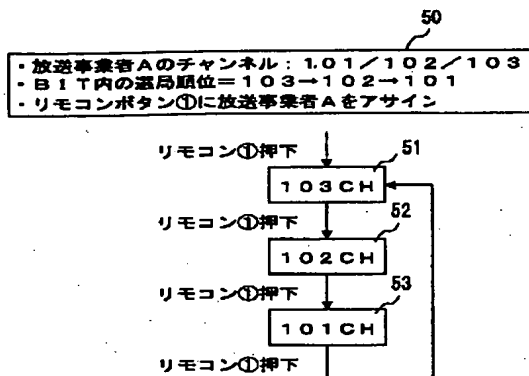 50
・放送事業者Aのチャンネル：101／102／103
・BIT内の選局順位＝103→102→101
・リモコンボタン①に放送事業者Aをアサイン
リモコン①押下
51
103CH
リモコン①押下
52
102CH
リモコン①押下
53
101CH
リモコン①押下